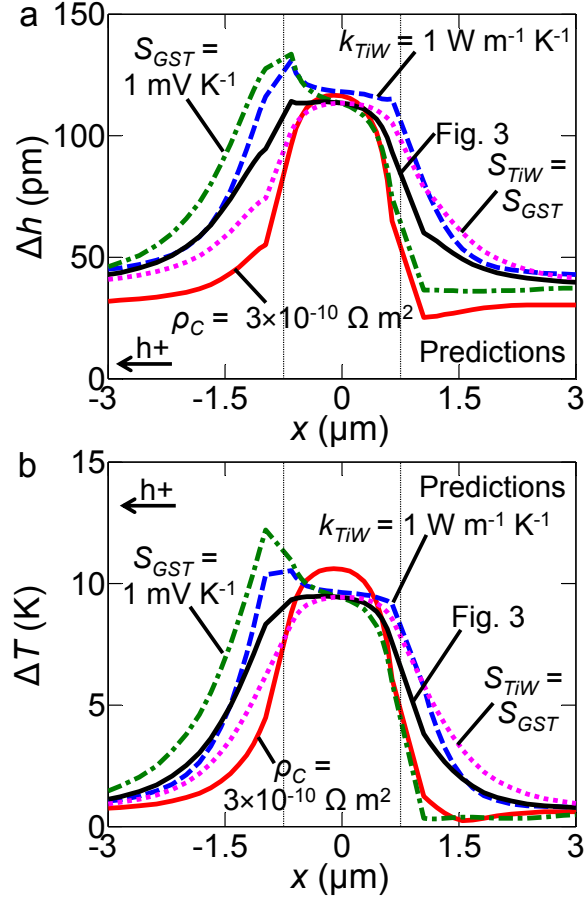 a
150
100
50
0
Δh (pm)
S_GST =
1 mV K⁻¹
k_TiW = 1 W m⁻¹ K⁻¹
Fig. 3
S_TiW =
S_GST
ρ_C = 3×10⁻¹⁰ Ω m²
h+
Predictions
-3 -1.5 0 1.5 3
x (μm)
b
15
10
5
0
ΔT (K)
h+
Predictions
k_TiW = 1 W m⁻¹ K⁻¹
S_GST =
1 mV K⁻¹
Fig. 3
S_TiW =
S_GST
ρ_C =
3×10⁻¹⁰ Ω m²
-3 -1.5 0 1.5 3
x (μm)